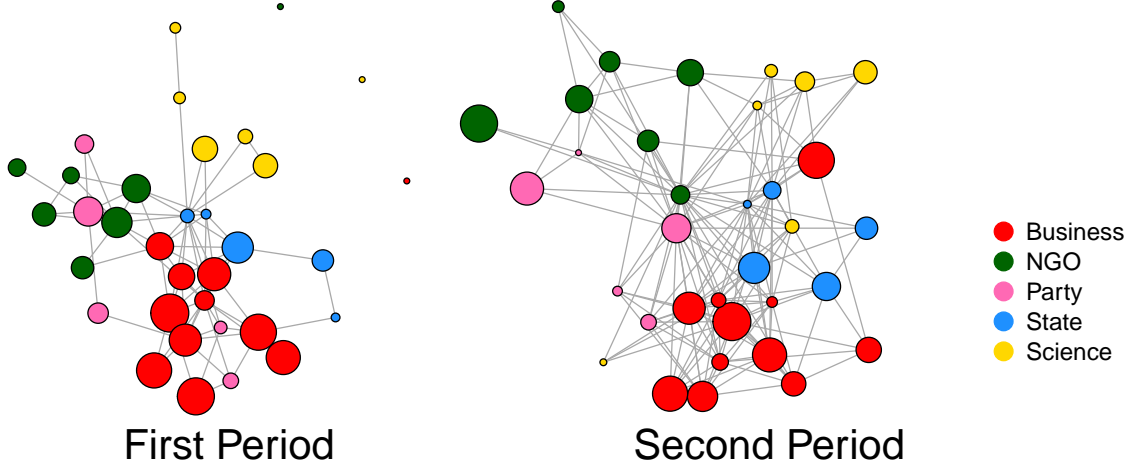 Business
NGO
Party
State
Science
First Period
Second Period